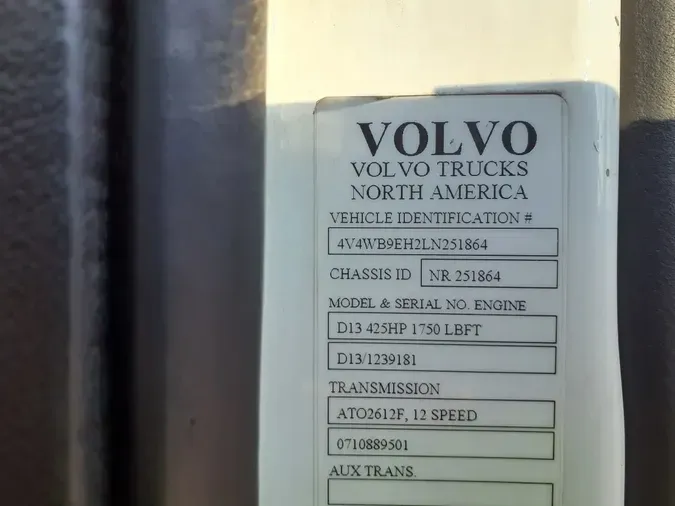 VOLVO
VOLVO TRUCKS
NORTH AMERICA
VEHICLE IDENTIFICATION #
4V4WB9EH2LN251864
CHASSIS ID NR 251864
MODEL & SERIAL NO. ENGINE
D13 425HP 1750 LBFT
D13/1239181
TRANSMISSION
ATO2612F, 12 SPEED
0710889501
AUX TRANS.